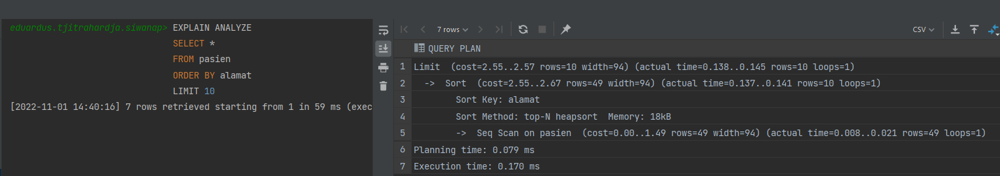 eduardus.tjitrahardja.siwanap> EXPLAIN ANALYZE
SELECT *
FROM pasien
ORDER BY alamat
LIMIT 10
[2022-11-01 14:40:16] 7 rows retrieved starting from 1 in 59 ms (exec
7 rows
CSV
QUERY PLAN
1 Limit  (cost=2.55..2.57 rows=10 width=94) (actual time=0.138..0.145 rows=10 loops=1)
2   ->  Sort  (cost=2.55..2.67 rows=49 width=94) (actual time=0.137..0.141 rows=10 loops=1)
3         Sort Key: alamat
4         Sort Method: top-N heapsort  Memory: 18kB
5         ->  Seq Scan on pasien  (cost=0.00..1.49 rows=49 width=94) (actual time=0.008..0.021 rows=49 loops=1)
6 Planning time: 0.079 ms
7 Execution time: 0.170 ms